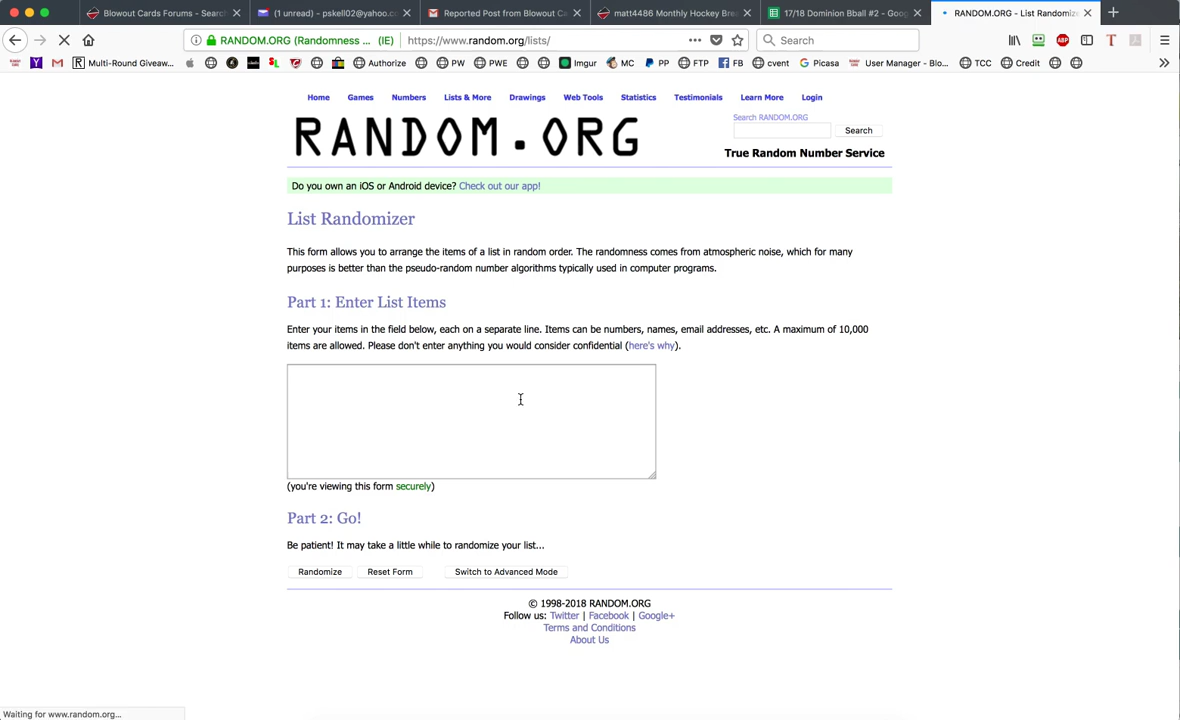 Blowout Cards Forums - Search
(1 unread) - pskell02@yahoo.c
Reported Post from Blowout C
matt4486 Monthly Hockey Bre
17/18 Dominion Bball #2 - Goo
RANDOM.ORG - List Randomize
RANDOM.ORG (Randomness ... (IE)
https://www.random.org/lists/
Search
Multi-Round Giveaw...
Authorize
PW
PWE
Imgur
MC
PP
FTP
FB
cvent
Picasa
User Manager - Blo...
TCC
Credit
Home Games Numbers Lists & More Drawings Web Tools Statistics Testimonials Learn More Login
RANDOM.ORG
Search RANDOM.ORG
Search
True Random Number Service
Do you own an iOS or Android device? Check out our app!
List Randomizer
This form allows you to arrange the items of a list in random order. The randomness comes from atmospheric noise, which for many
purposes is better than the pseudo-random number algorithms typically used in computer programs.
Part 1: Enter List Items
Enter your items in the field below, each on a separate line. Items can be numbers, names, email addresses, etc. A maximum of 10,000
items are allowed. Please don't enter anything you would consider confidential (here's why).
(you're viewing this form securely)
Part 2: Go!
Be patient! It may take a little while to randomize your list...
Randomize Reset Form Switch to Advanced Mode
© 1998-2018 RANDOM.ORG
Follow us: Twitter | Facebook | Google+
Terms and Conditions
About Us
Waiting for www.random.org...